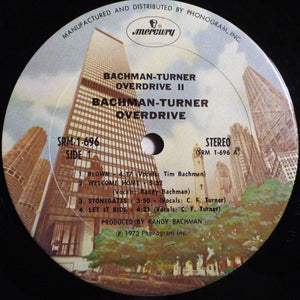 MANUFACTURED AND DISTRIBUTED BY PHONOGRAM, INC.
mercury
BACHMAN-TURNER
OVERDRIVE II
BACHMAN-TURNER
OVERDRIVE
SRM-1-696
SIDE 1
STEREO
(SRM 1-696 A)
1. BLOWN - (Vocals: Tim Bachman)
2. WELCOME HOME -
(Vocals: Randy Bachman)
3. STONEGATES - (Vocals: C. F. Turner)
4. LET IT RIDE - (Vocals: C. F. Turner)
PRODUCED BY RANDY BACHMAN
℗ 1973 Phonogram Inc.